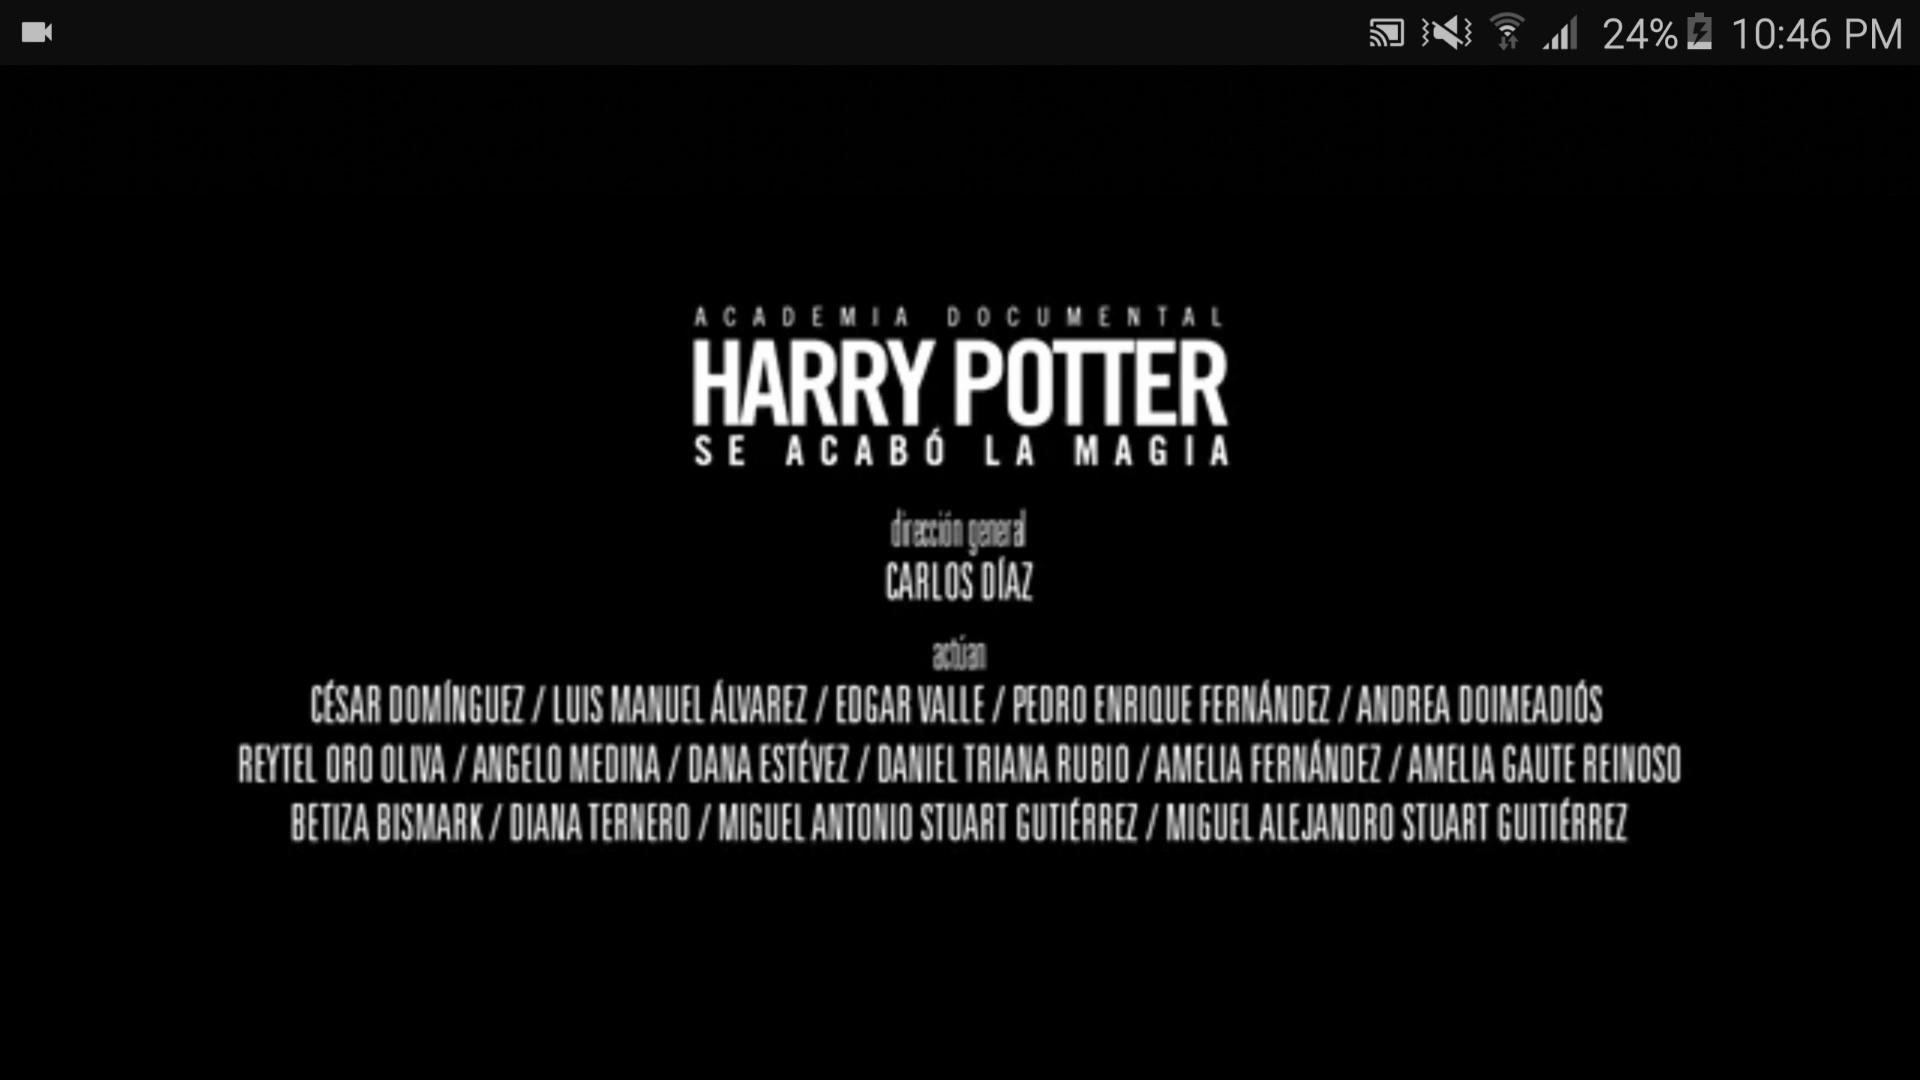 24% 10:46 PM
ACADEMIA DOCUMENTAL
HARRY POTTER
SE ACABÓ LA MAGIA
dirección general
CARLOS DÍAZ
actúan
CÉSAR DOMÍNGUEZ / LUIS MANUEL ÁLVAREZ / EDGAR VALLE / PEDRO ENRIQUE FERNÁNDEZ / ANDREA DOIMEADIÓS
REYTEL ORO OLIVA / ANGELO MEDINA / DANA ESTÉVEZ / DANIEL TRIANA RUBIO / AMELIA FERNÁNDEZ / AMELIA GAUTE REINOSO
BETIZA BISMARK / DIANA TERNERO / MIGUEL ANTONIO STUART GUTIÉRREZ / MIGUEL ALEJANDRO STUART GUITIÉRREZ